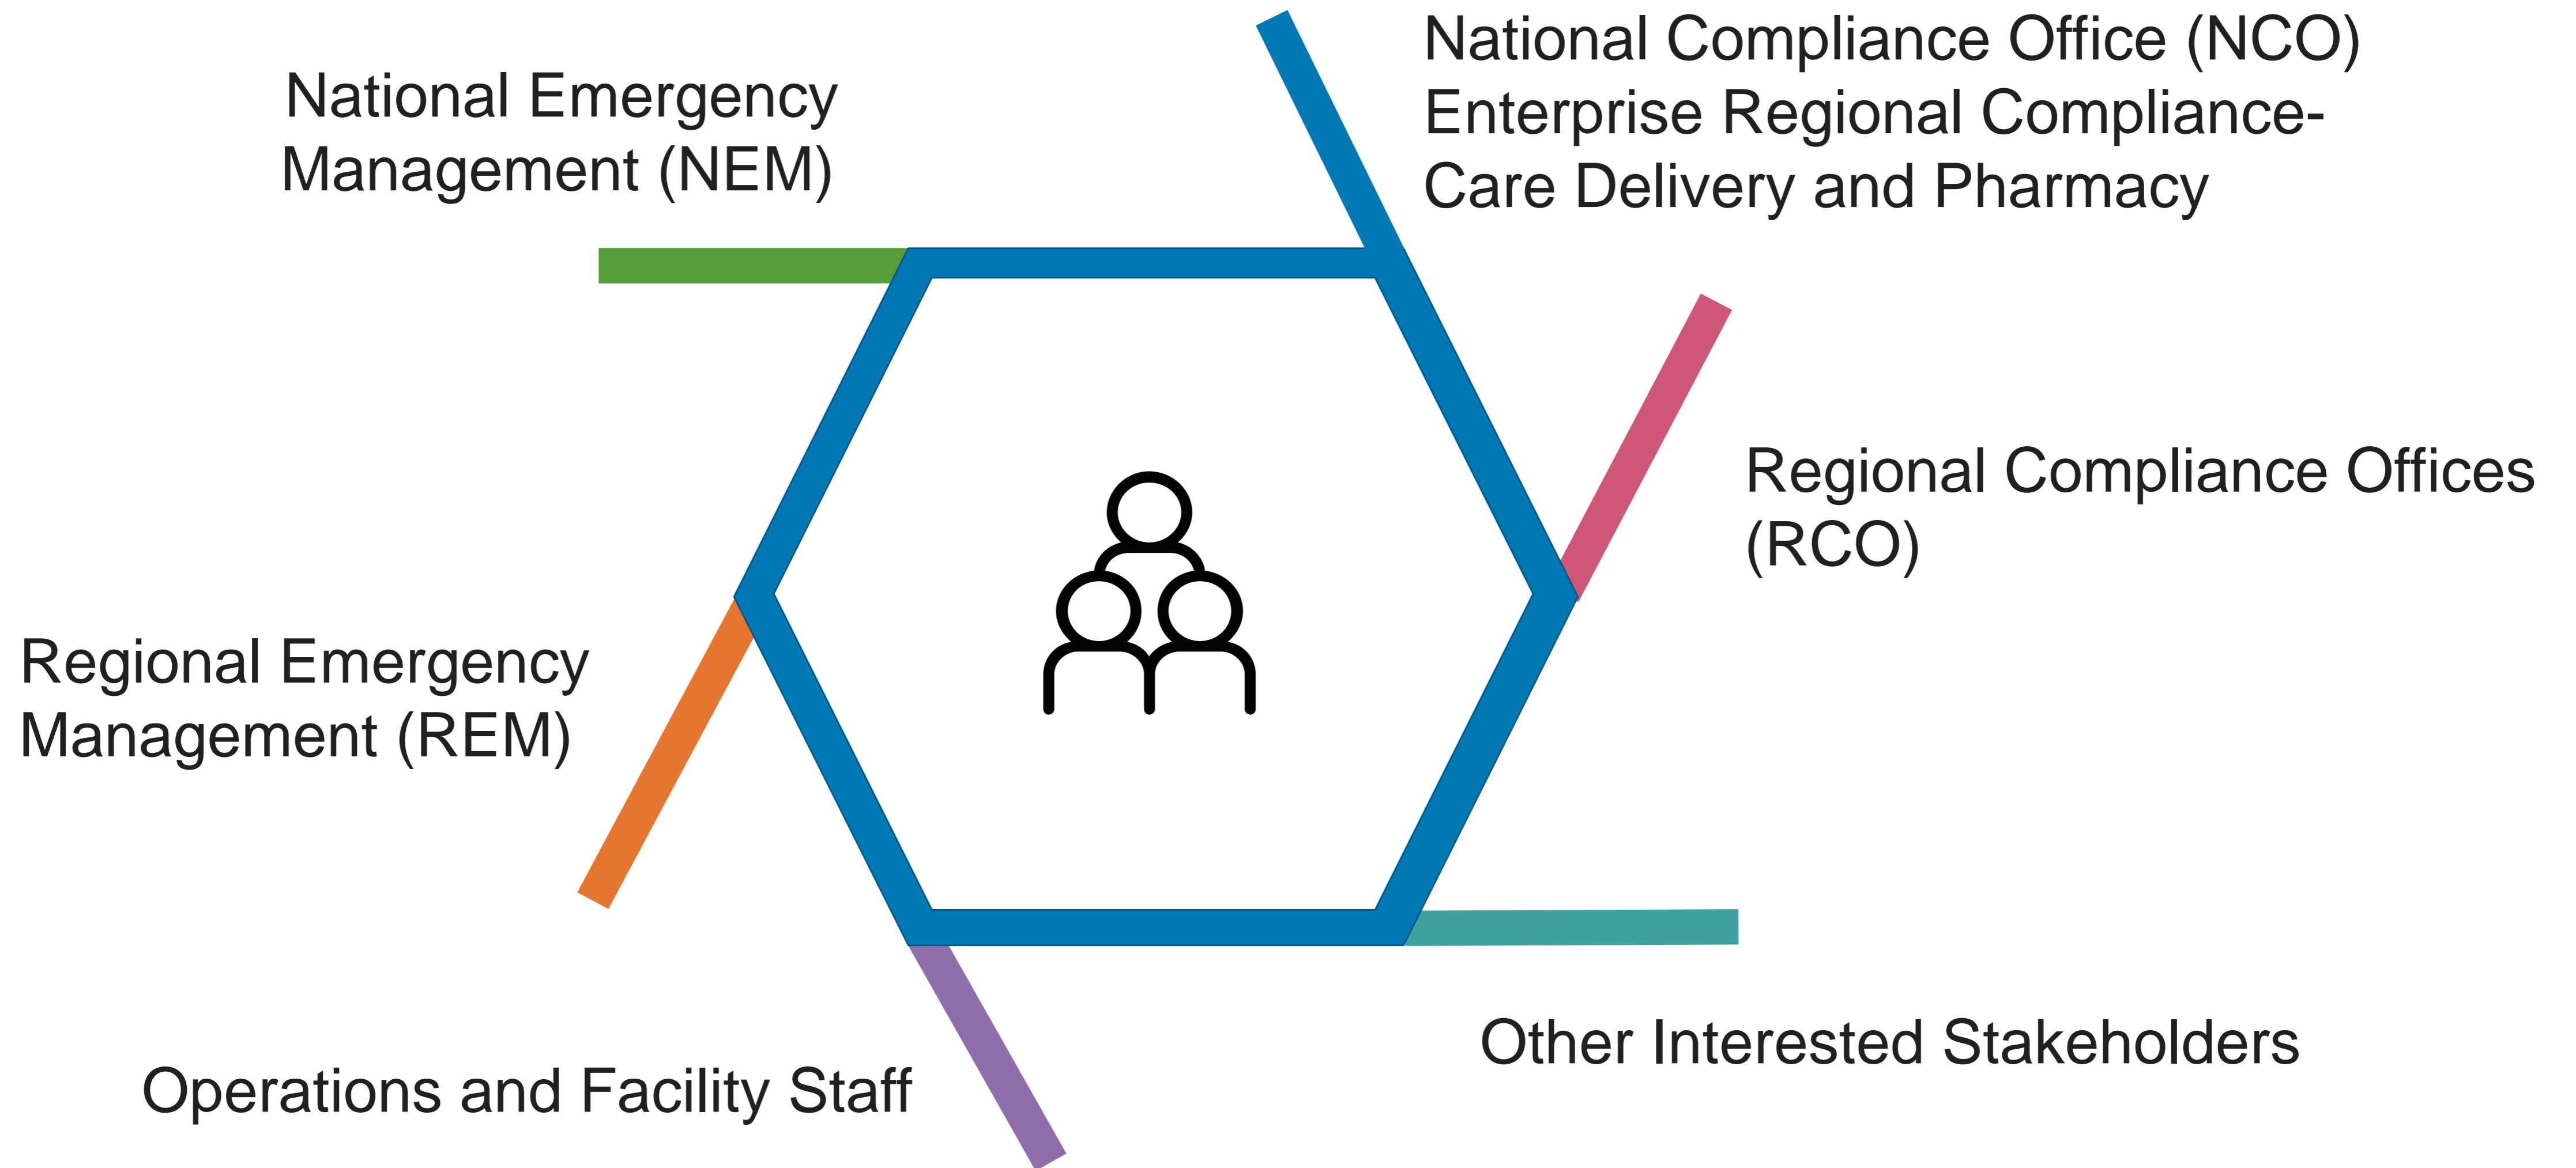 National Emergency
Management (NEM)
National Compliance Office (NCO)
Enterprise Regional Compliance-
Care Delivery and Pharmacy
Regional Compliance Offices
(RCO)
Regional Emergency
Management (REM)
Other Interested Stakeholders
Operations and Facility Staff